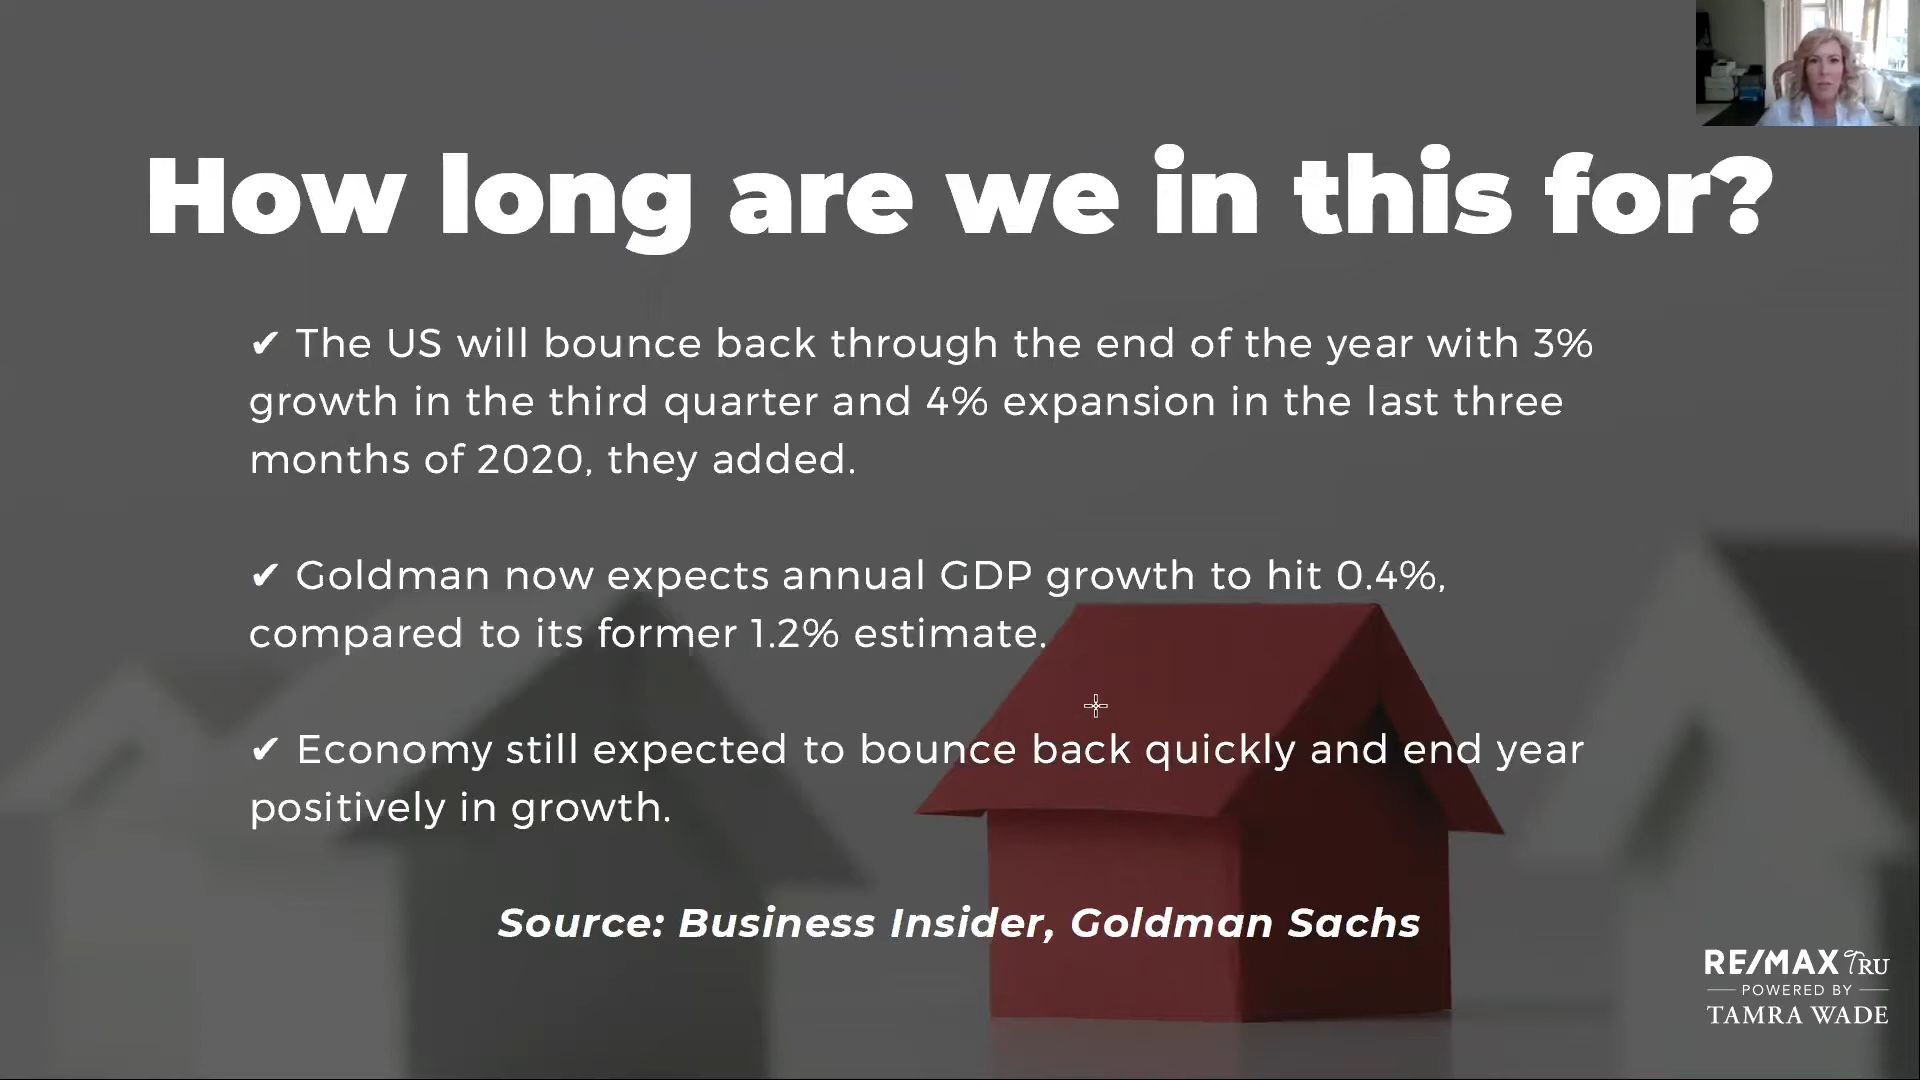 How long are we in this for?
✔ The US will bounce back through the end of the year with 3%
growth in the third quarter and 4% expansion in the last three
months of 2020, they added.
✔ Goldman now expects annual GDP growth to hit 0.4%,
compared to its former 1.2% estimate.
✔ Economy still expected to bounce back quickly and end year
positively in growth.
Source: Business Insider, Goldman Sachs
RE/MAX TRU
POWERED BY
TAMRA WADE